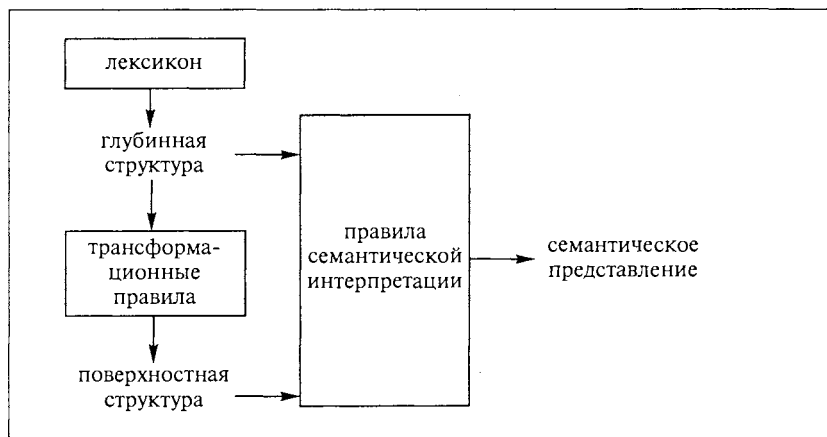 лексикон
глубинная
структура
трансформа-
ционные
правила
поверхностная
структура
правила
семантической
интерпретации
семантическое
представление